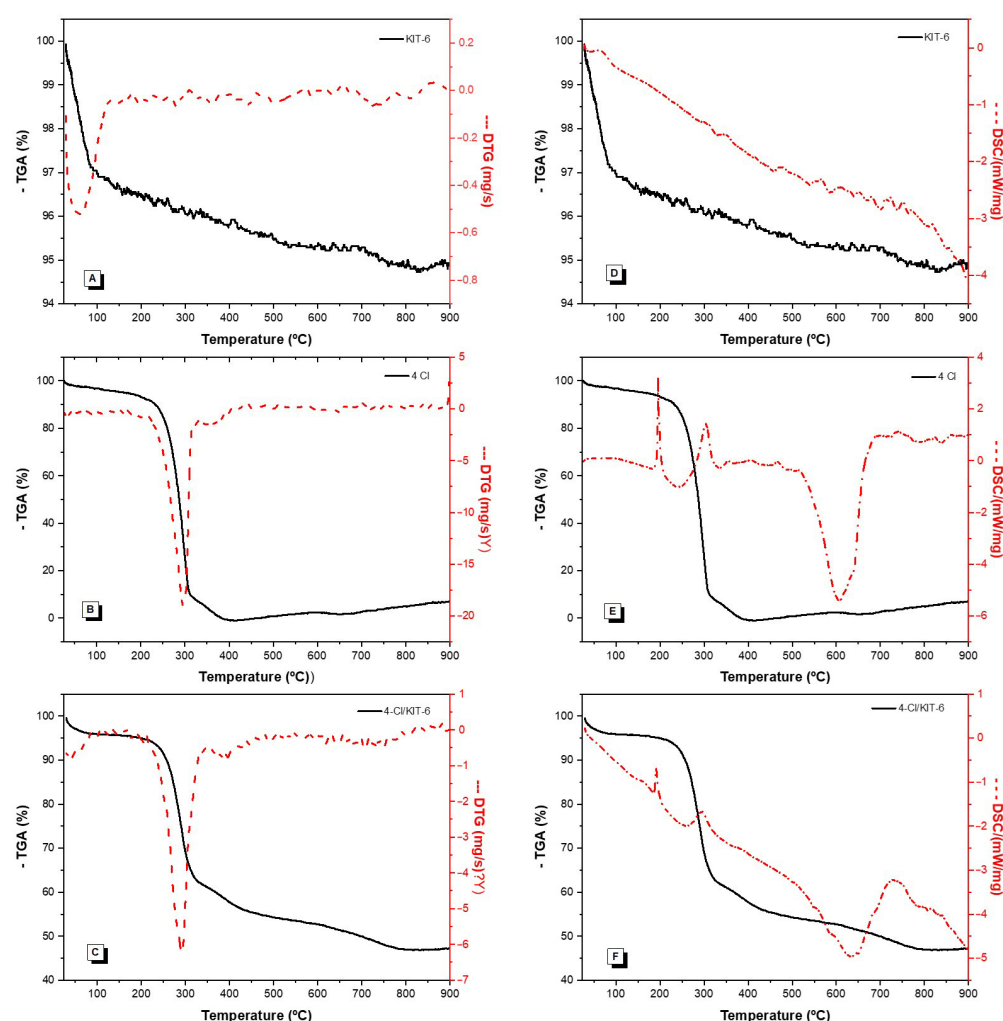 KIT-6
100
99
98
97
96
95
94
0.2
0.0
-0.2
-0.4
-0.6
-0.8
- TGA (%)
--- DTG (mg/s)
A
100 200 300 400 500 600 700 800 900
Temperature (ºC)
KIT-6
100
99
98
97
96
95
94
0
-1
-2
-3
-4
- TGA (%)
--- DSC/(mW/mg)
D
100 200 300 400 500 600 700 800 900
Temperature (ºC)
4 Cl
100
80
60
40
20
0
5
0
-5
-10
-15
-20
- TGA (%)
--- DTG (mg/s)(Y)
B
100 200 300 400 500 600 700 800 900
Temperature (ºC))
4 Cl
100
80
60
40
20
0
4
2
0
-2
-4
-6
- TGA (%)
--- DSC/(mW/mg)
E
100 200 300 400 500 600 700 800 900
Temperature (ºC)
4-Cl/KIT-6
100
90
80
70
60
50
40
1
0
-1
-2
-3
-4
-5
-6
-7
- TGA (%)
--- DTG (mg/s)?Y)
C
100 200 300 400 500 600 700 800 900
Temperature (ºC)
4-Cl/KIT-6
100
90
80
70
60
50
40
1
0
-1
-2
-3
-4
-5
- TGA (%)
--- DSC/(mW/mg)
F
100 200 300 400 500 600 700 800 900
Temperature (ºC)